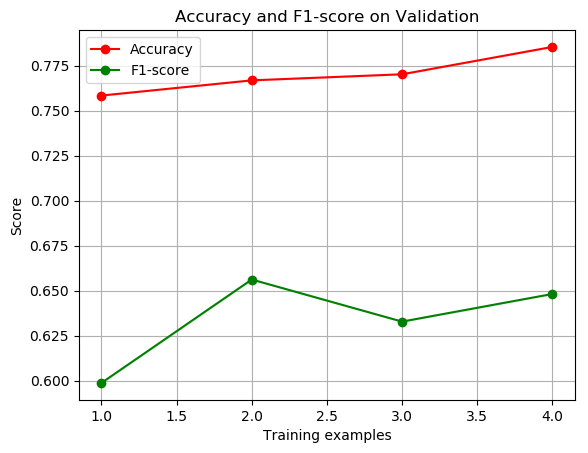 Accuracy and F1-score on Validation
Accuracy
F1-score
0.775
0.750
0.725
0.700
0.675
0.650
0.625
0.600
Score
1.0 1.5 2.0 2.5 3.0 3.5 4.0
Training examples